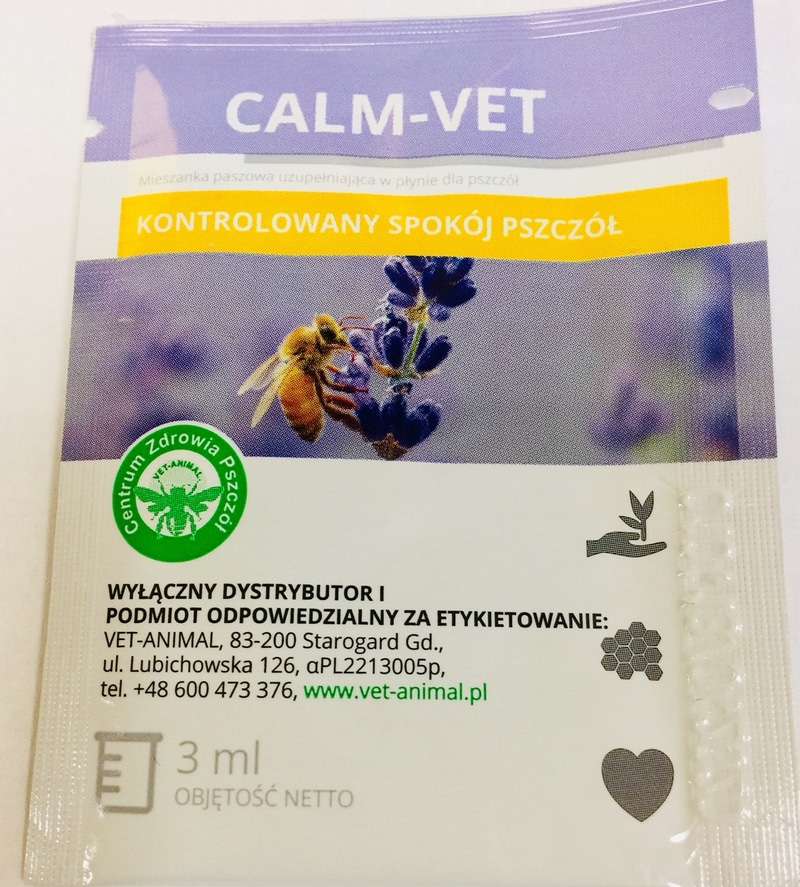 CALM-VET
Mieszanka paszowa uzupełniająca w płynie dla pszczół
KONTROLOWANY SPOKÓJ PSZCZÓŁ
Centrum Zdrowia Pszczół
VET-ANIMAL
WYŁĄCZNY DYSTRYBUTOR I
PODMIOT ODPOWIEDZIALNY ZA ETYKIETOWANIE:
VET-ANIMAL, 83-200 Starogard Gd.,
ul. Lubichowska 126, αPL2213005p,
tel. +48 600 473 376, www.vet-animal.pl
3 ml
OBJĘTOŚĆ NETTO